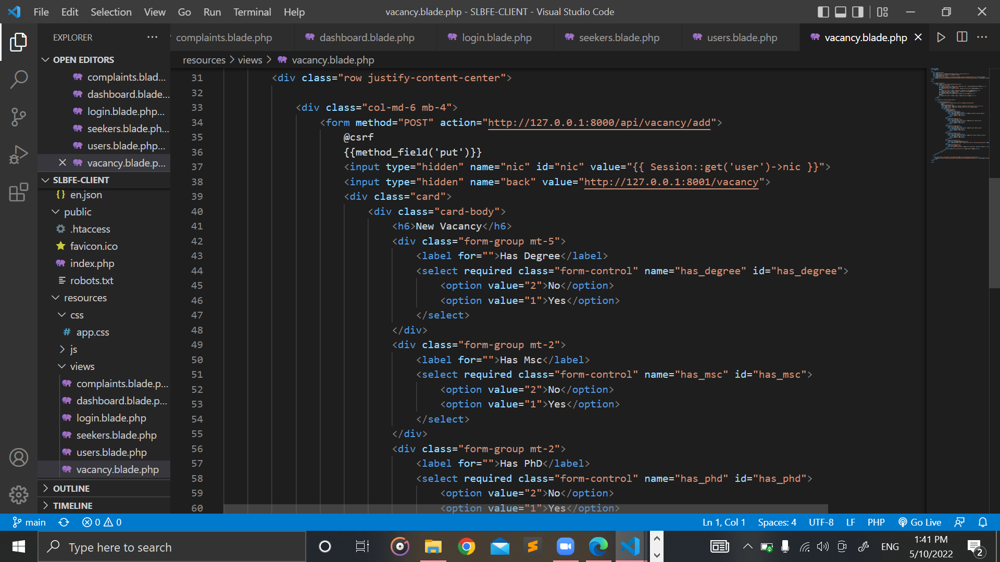 File Edit Selection View Go Run Terminal Help
vacancy.blade.php - SLBFE-CLIENT - Visual Studio Code
EXPLORER
complaints.blade.php
dashboard.blade.php
login.blade.php
seekers.blade.php
users.blade.php
vacancy.blade.php
OPEN EDITORS
complaints.blad...
dashboard.blade...
login.blade.php...
seekers.blade.ph...
users.blade.php...
vacancy.blade.p...
SLBFE-CLIENT
en.json
public
.htaccess
favicon.ico
index.php
robots.txt
resources
css
app.css
js
views
complaints.blade.p...
dashboard.blade.p...
login.blade.php
seekers.blade.php
users.blade.php
vacancy.blade.php
OUTLINE
TIMELINE
resources > views > vacancy.blade.php
31 <div class="row justify-content-center">
32
33 <div class="col-md-6 mb-4">
34 <form method="POST" action="http://127.0.0.1:8000/api/vacancy/add">
35 @csrf
36 {{method_field('put')}}
37 <input type="hidden" name="nic" id="nic" value="{{ Session::get('user')->nic }}">
38 <input type="hidden" name="back" value="http://127.0.0.1:8001/vacancy">
39 <div class="card">
40 <div class="card-body">
41 <h6>New Vacancy</h6>
42 <div class="form-group mt-5">
43 <label for="">Has Degree</label>
44 <select required class="form-control" name="has_degree" id="has_degree">
45 <option value="2">No</option>
46 <option value="1">Yes</option>
47 </select>
48 </div>
49 <div class="form-group mt-2">
50 <label for="">Has Msc</label>
51 <select required class="form-control" name="has_msc" id="has_msc">
52 <option value="2">No</option>
53 <option value="1">Yes</option>
54 </select>
55 </div>
56 <div class="form-group mt-2">
57 <label for="">Has PhD</label>
58 <select required class="form-control" name="has_phd" id="has_phd">
59 <option value="2">No</option>
60 <option value="1">Yes</option>
main 0 0
Ln 1, Col 1 Spaces: 4 UTF-8 LF PHP Go Live
Type here to search
ENG
1:41 PM
5/10/2022
2